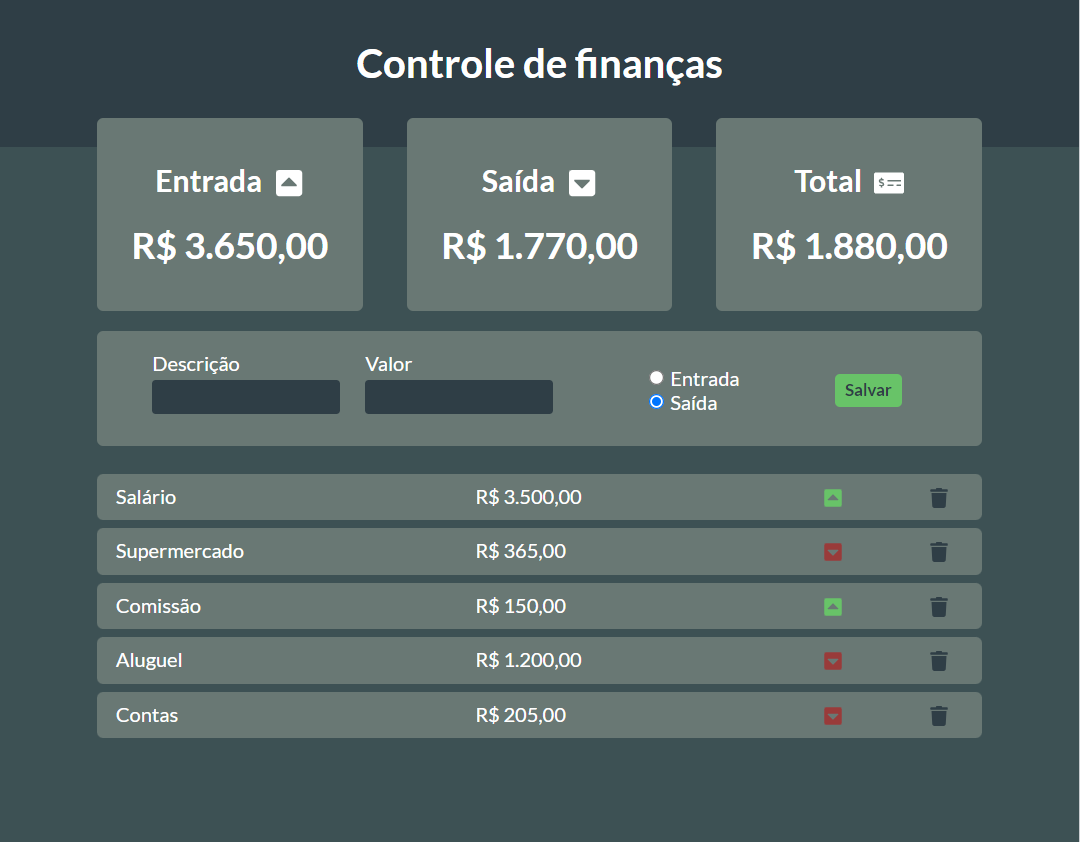 Controle de finanças
Entrada
R$ 3.650,00
Saída
R$ 1.770,00
Total
$
R$ 1.880,00
Descrição
Valor
Entrada
Saída
Salvar
Salário R$ 3.500,00
Supermercado R$ 365,00
Comissão R$ 150,00
Aluguel R$ 1.200,00
Contas R$ 205,00